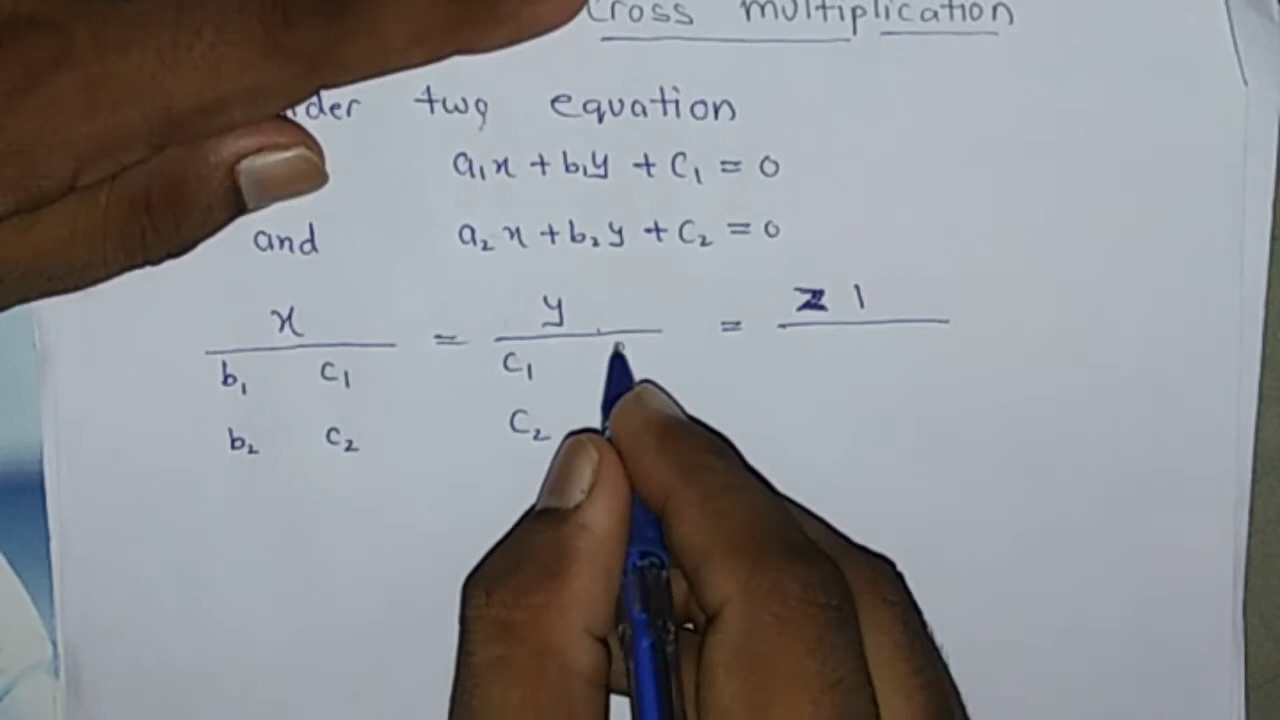 Cross multiplication
two equation
a₁x + b₁y + c₁ = 0
and a₂x + b₂y + c₂ = 0
x = y = 1
b₁ c₁ c₁
b₂ c₂ c₂